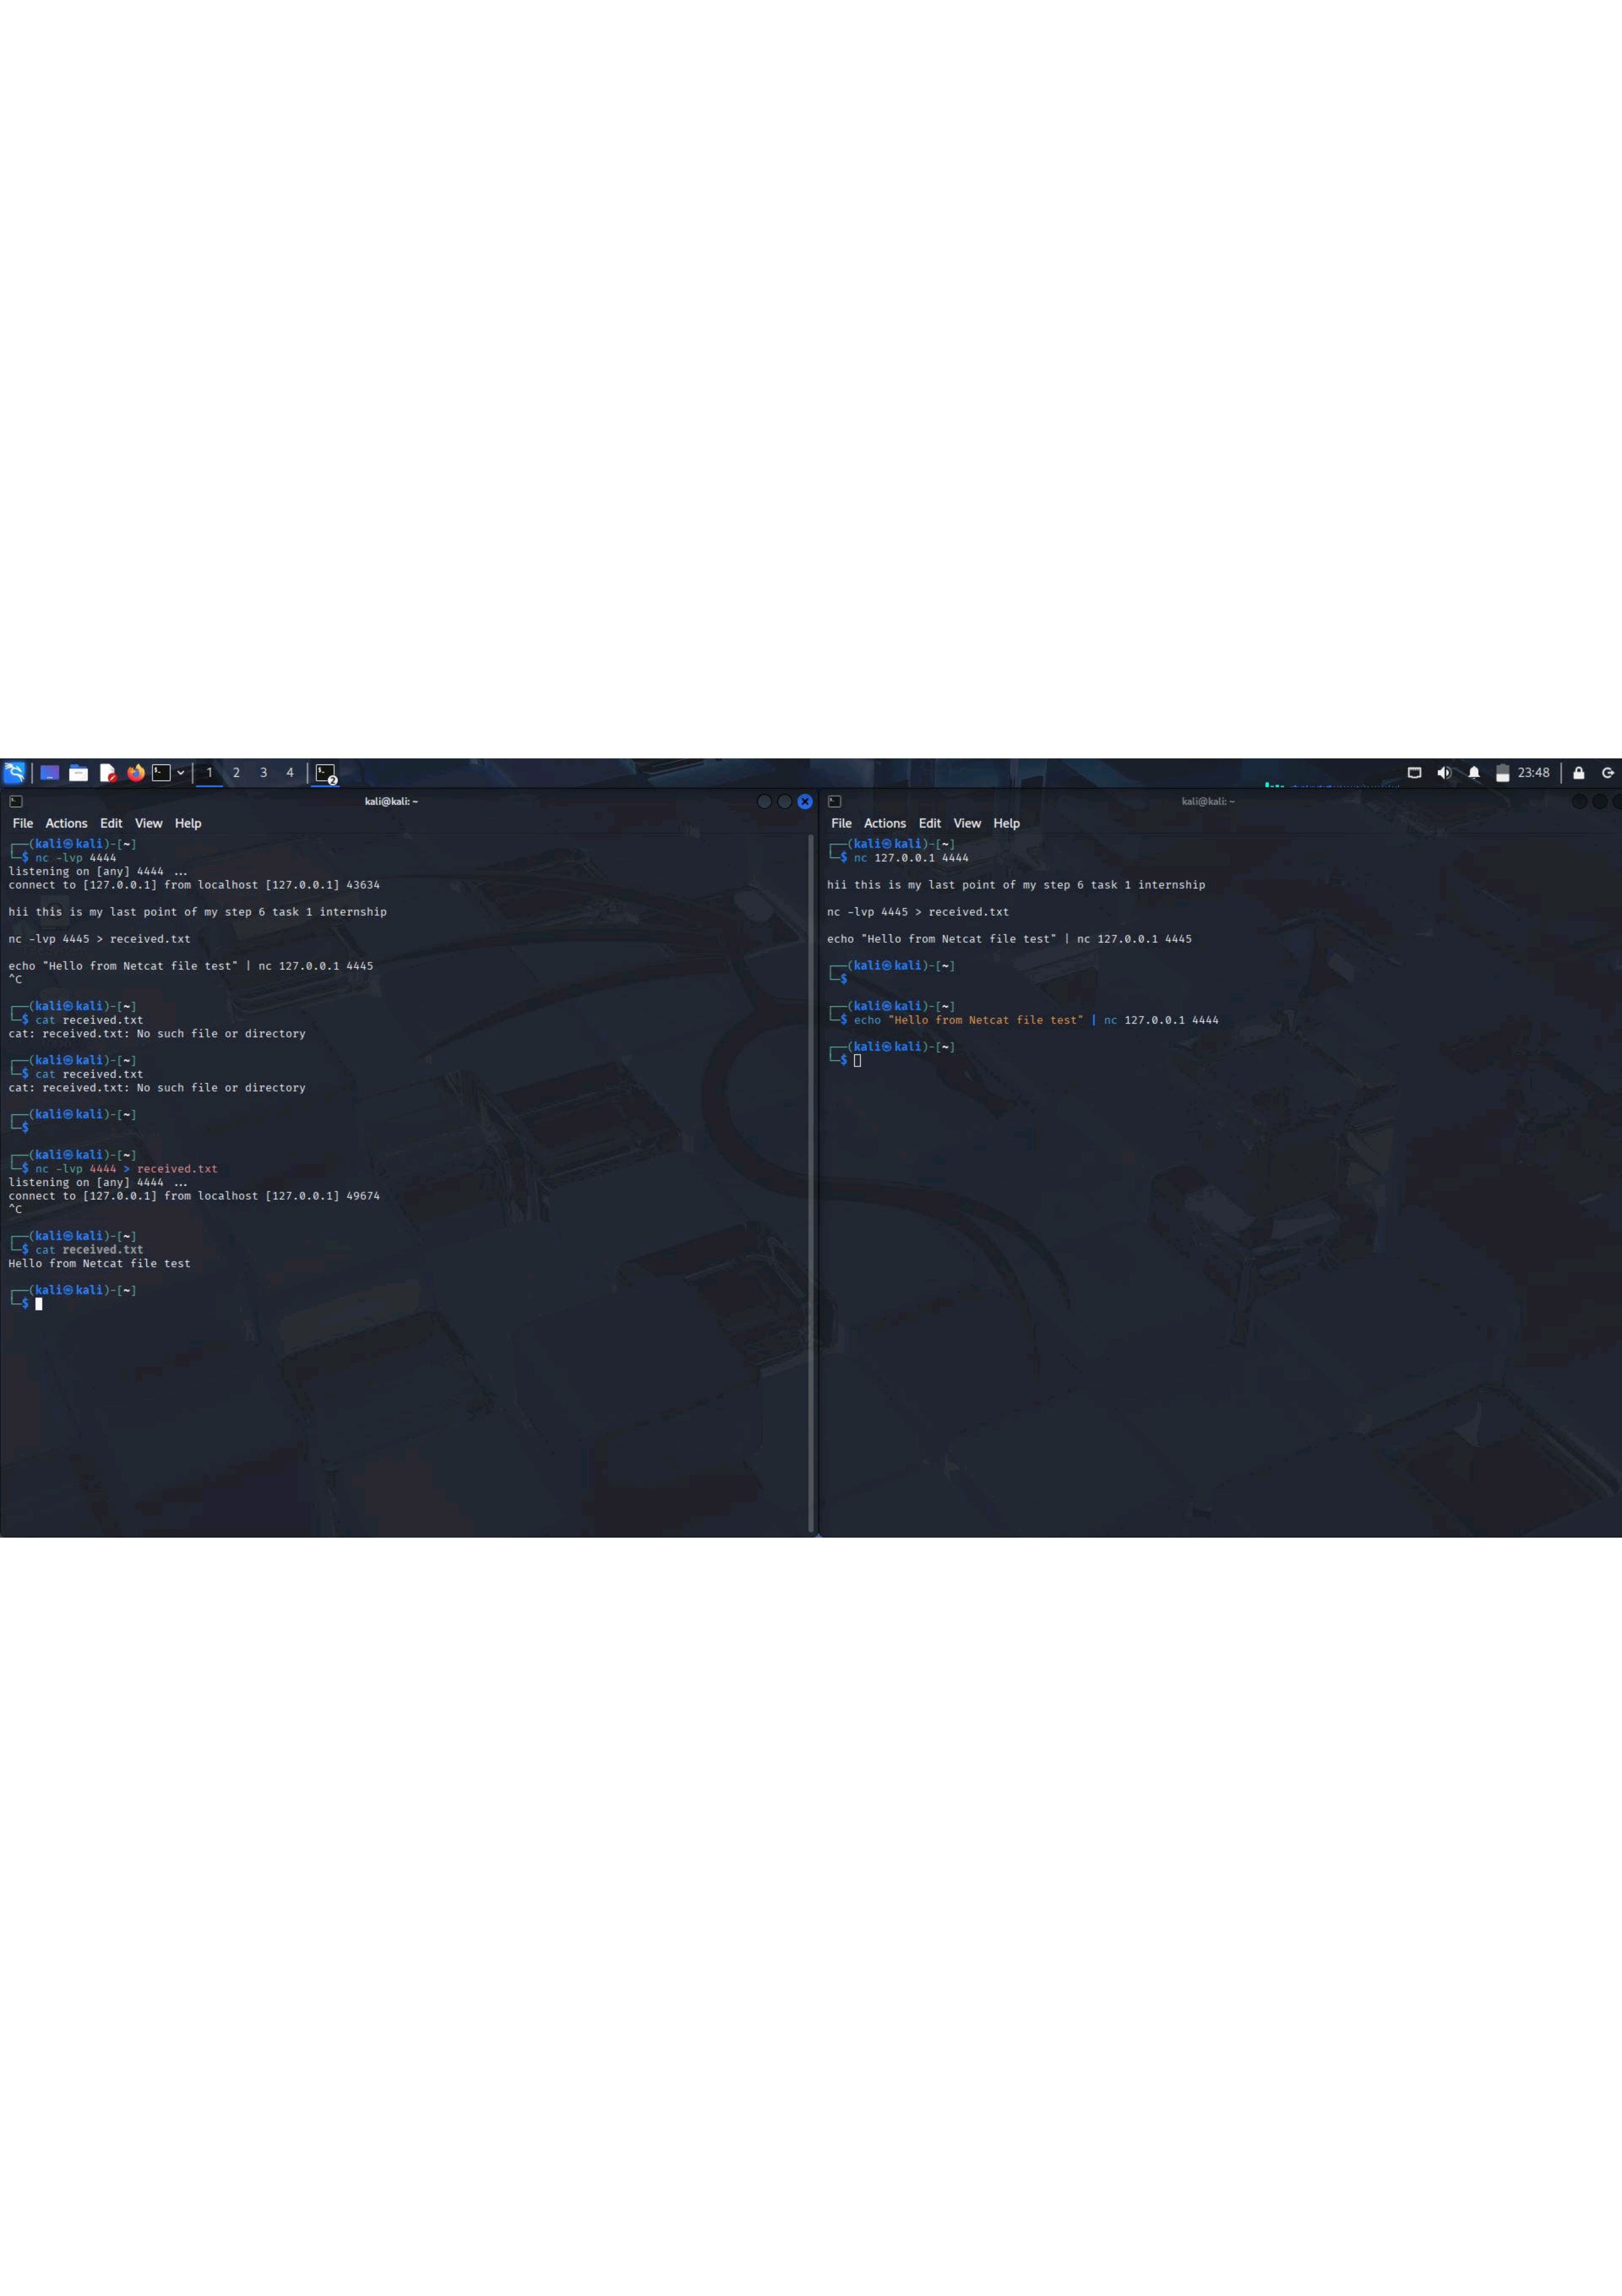 1 2 3 4 2 23:48
kali@kali: ~
File Actions Edit View Help
┌──(kali㉿kali)-[~]
└─$ nc -lvp 4444
listening on [any] 4444 ...
connect to [127.0.0.1] from localhost [127.0.0.1] 43634
hii this is my last point of my step 6 task 1 internship
nc -lvp 4445 > received.txt
echo "Hello from Netcat file test" | nc 127.0.0.1 4445
^C
┌──(kali㉿kali)-[~]
└─$ cat received.txt
cat: received.txt: No such file or directory
┌──(kali㉿kali)-[~]
└─$ cat received.txt
cat: received.txt: No such file or directory
┌──(kali㉿kali)-[~]
└─$
┌──(kali㉿kali)-[~]
└─$ nc -lvp 4444 > received.txt
listening on [any] 4444 ...
connect to [127.0.0.1] from localhost [127.0.0.1] 49674
^C
┌──(kali㉿kali)-[~]
└─$ cat received.txt
Hello from Netcat file test
┌──(kali㉿kali)-[~]
└─$
kali@kali: ~
File Actions Edit View Help
┌──(kali㉿kali)-[~]
└─$ nc 127.0.0.1 4444
hii this is my last point of my step 6 task 1 internship
nc -lvp 4445 > received.txt
echo "Hello from Netcat file test" | nc 127.0.0.1 4445
┌──(kali㉿kali)-[~]
└─$
┌──(kali㉿kali)-[~]
└─$ echo "Hello from Netcat file test" | nc 127.0.0.1 4444
┌──(kali㉿kali)-[~]
└─$